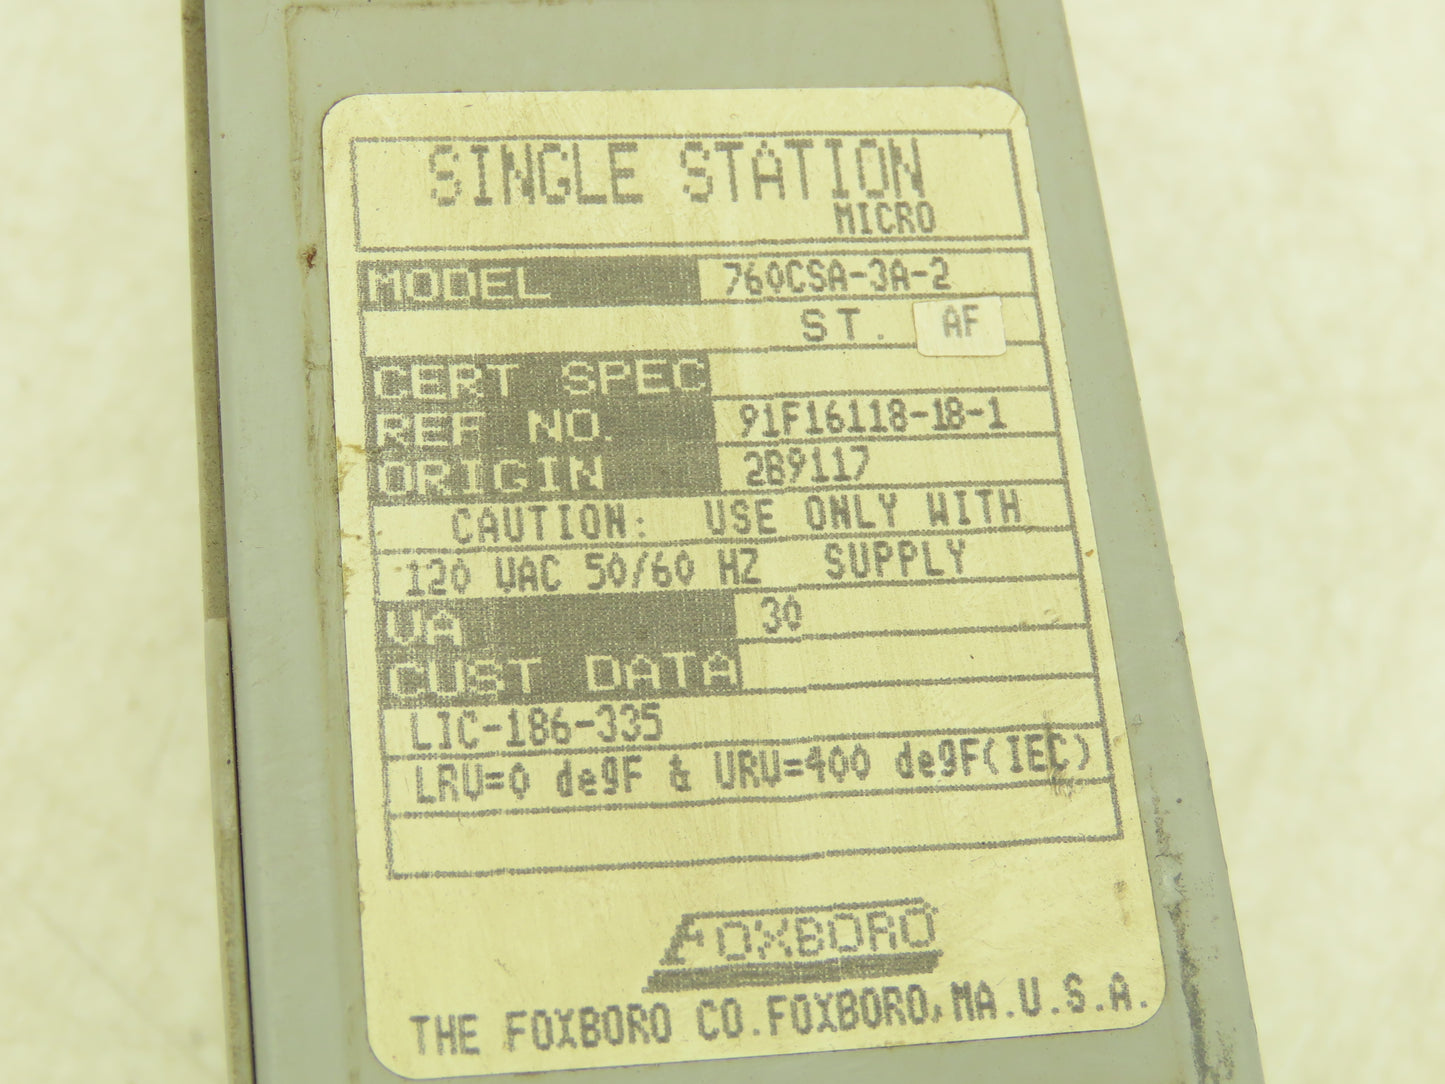 SINGLE STATION
MICRO
MODEL 760CSA-3A-2
ST. AF
CERT SPEC
REF NO. 91F16118-18-1
ORIGIN 2B9117
CAUTION: USE ONLY WITH
120 VAC 50/60 HZ SUPPLY
VA 30
CUST DATA
LIC-186-335
LRV=0 degF & URV=400 degF(IEC)
FOXBORO
THE FOXBORO CO.FOXBORO, MA.U.S.A.